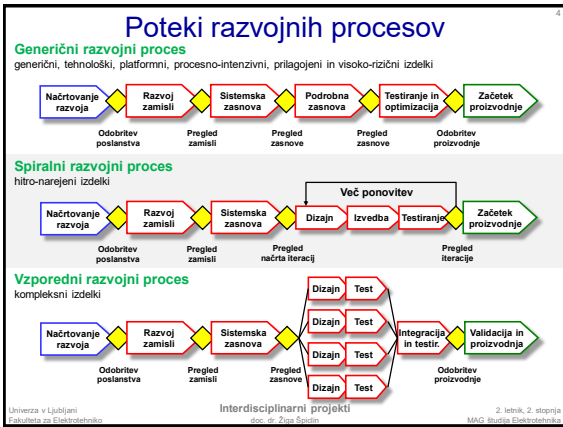 4
Poteki razvojnih procesov
Generični razvojni proces
generični, tehnološki, platformni, procesno-intenzivni, prilagojeni in visoko-rizični izdelki
Načrtovanje
razvoja
Razvoj
zamisli
Sistemska
zasnova
Podrobna
zasnova
Testiranje in
optimizacija
Začetek
proizvodnje
Odobritev
poslanstva
Pregled
zamisli
Pregled
zasnove
Pregled
zasnove
Odobritev
proizvodnje
Spiralni razvojni proces
hitro-narejeni izdelki
Več ponovitev
Načrtovanje
razvoja
Razvoj
zamisli
Sistemska
zasnova
Dizajn
Izvedba
Testiranje
Začetek
proizvodnje
Odobritev
poslanstva
Pregled
zamisli
Pregled
načrta iteracij
Pregled
iteracije
Vzporedni razvojni proces
kompleksni izdelki
Dizajn Test
Dizajn Test
Dizajn Test
Dizajn Test
Načrtovanje
razvoja
Razvoj
zamisli
Sistemska
zasnova
Integracija
in testir.
Validacija in
proizvodnja
Odobritev
poslanstva
Pregled
zamisli
Pregled
zasnove
Odobritev
proizvodnje
Univerza v Ljubljani
Fakulteta za Elektrotehniko
Interdisciplinarni projekti
doc. dr. Žiga Špiclin
2. letnik, 2. stopnja
MAG študija Elektrotehnika